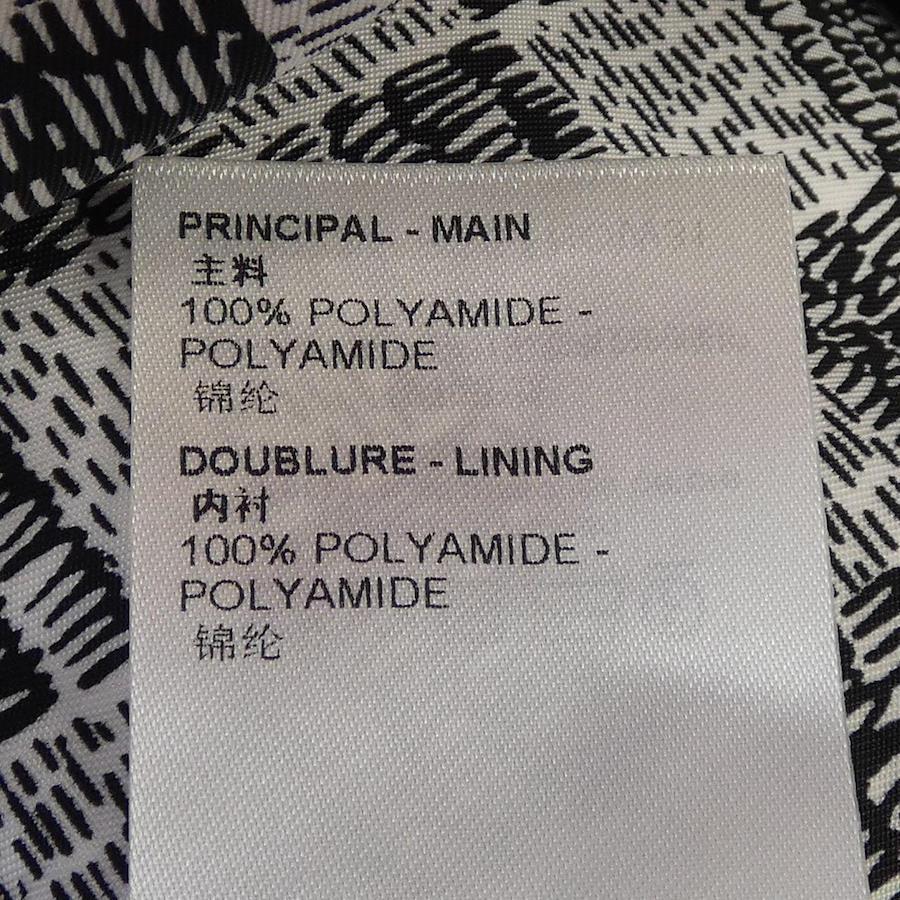 PRINCIPAL - MAIN
主料
100% POLYAMIDE -
POLYAMIDE
锦纶
DOUBLURE - LINING
内衬
100% POLYAMIDE -
POLYAMIDE
锦纶